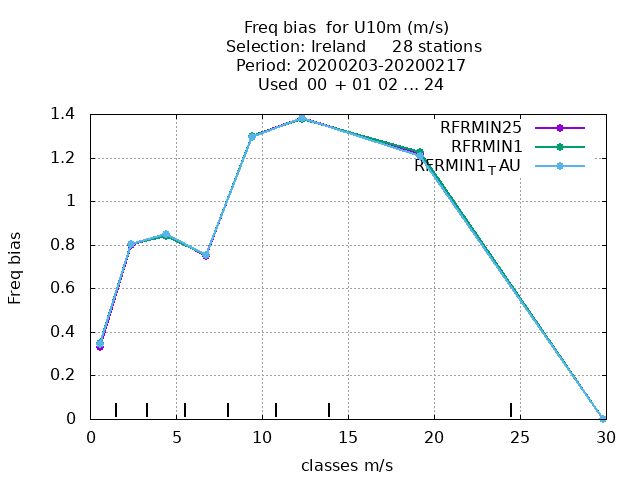 Freq bias  for U10m (m/s)
Selection: Ireland     28 stations
Period: 20200203-20200217
Used  00 + 01 02 ... 24
RFRMIN25
RFRMIN1
RFRMIN1TAU
1.4
1.2
1
0.8
0.6
0.4
0.2
0
Freq bias
0 5 10 15 20 25 30
classes m/s